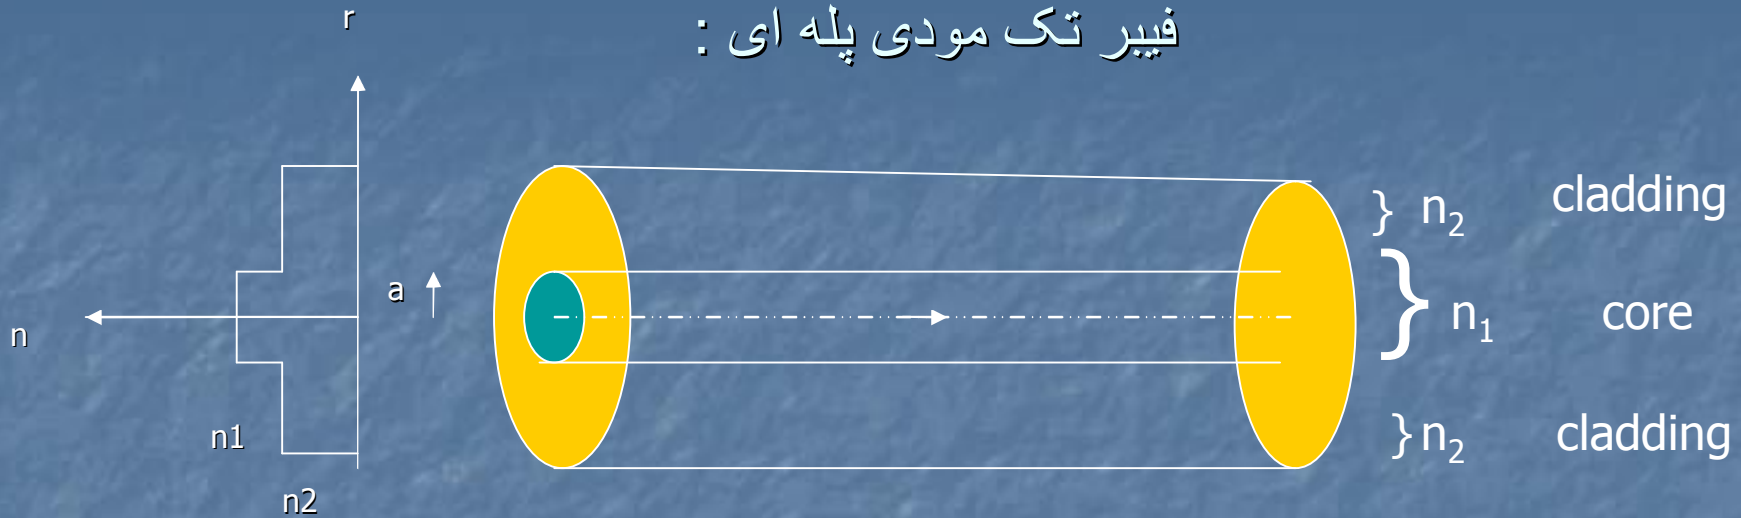 فیبر تک مودی پله ای :
r
a
n
n1
n2
} n₂ cladding
} n₁ core
} n₂ cladding